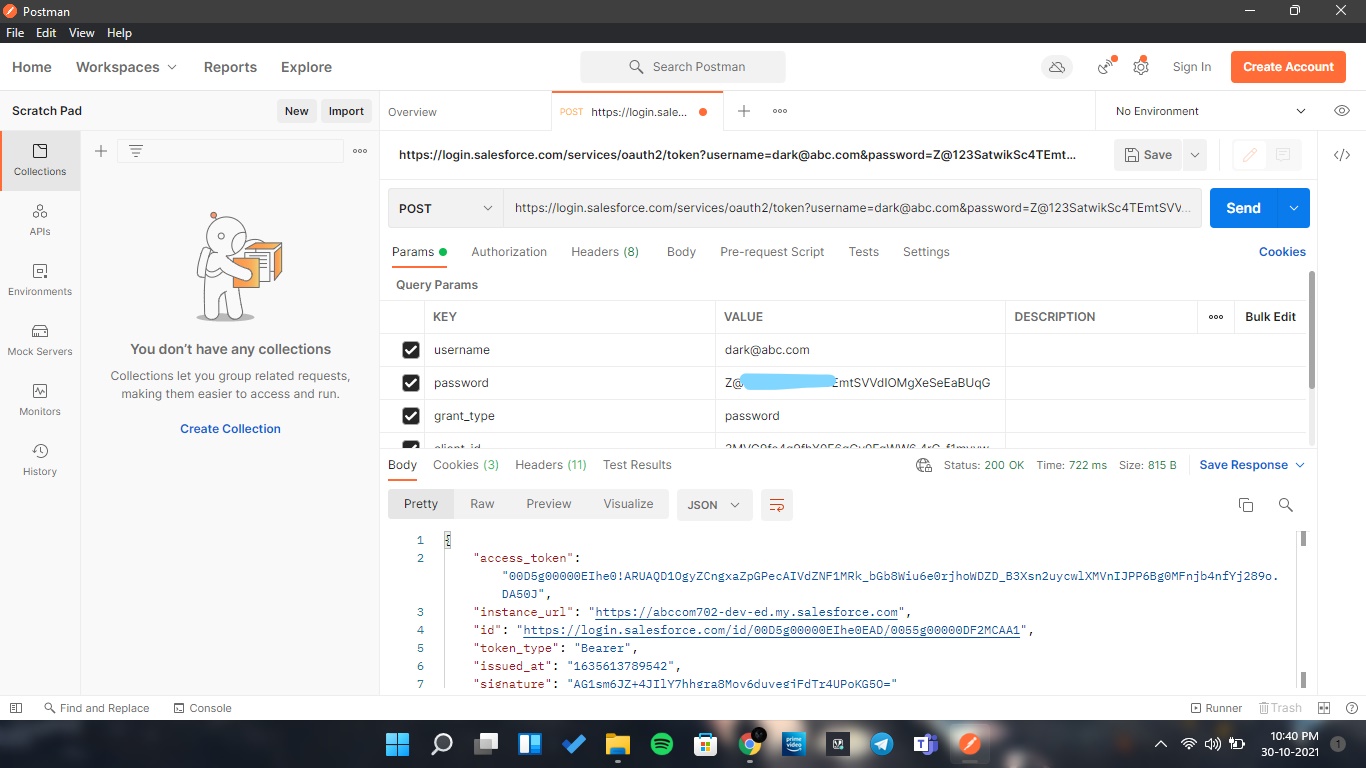 Postman
File Edit View Help
Home Workspaces Reports Explore Search Postman Sign In Create Account
Scratch Pad New Import Overview POST https://login.sale... No Environment
Collections
APIs
Environments
Mock Servers
Monitors
History
You don't have any collections
Collections let you group related requests,
making them easier to access and run.
Create Collection
https://login.salesforce.com/services/oauth2/token?username=dark@abc.com&password=Z@123SatwikSc4TEmt... Save
POST https://login.salesforce.com/services/oauth2/token?username=dark@abc.com&password=Z@123SatwikSc4TEmtSVV... Send
Params Authorization Headers (8) Body Pre-request Script Tests Settings Cookies
Query Params
KEY VALUE DESCRIPTION Bulk Edit
username dark@abc.com
password Z@ EmtSVVdIOMgXeSeEaBUqG
grant_type password
client_id
Body Cookies (3) Headers (11) Test Results Status: 200 OK Time: 722 ms Size: 815 B Save Response
Pretty Raw Preview Visualize JSON
1 {
2 "access_token":
"00D5g00000EIhe0!ARUAQD1OgyZCngxaZpGPecAIVdZNF1MRk_bGb8Wiu6e0rjhoWDZD_B3Xsn2uycwlXMVnIJPP6Bg0MFnjb4nfYj289o.
DA50J",
3 "instance_url": "https://abccom702-dev-ed.my.salesforce.com",
4 "id": "https://login.salesforce.com/id/00D5g00000EIhe0EAD/0055g00000DF2MCAA1",
5 "token_type": "Bearer",
6 "issued_at": "1635613789542",
7 "signature": "AG1sm6JZ+4JIlY7hhgra8Mov6duvegjFdTr4UPoKG5O="
Find and Replace Console Runner Trash
prime video
10:40 PM
30-10-2021 1